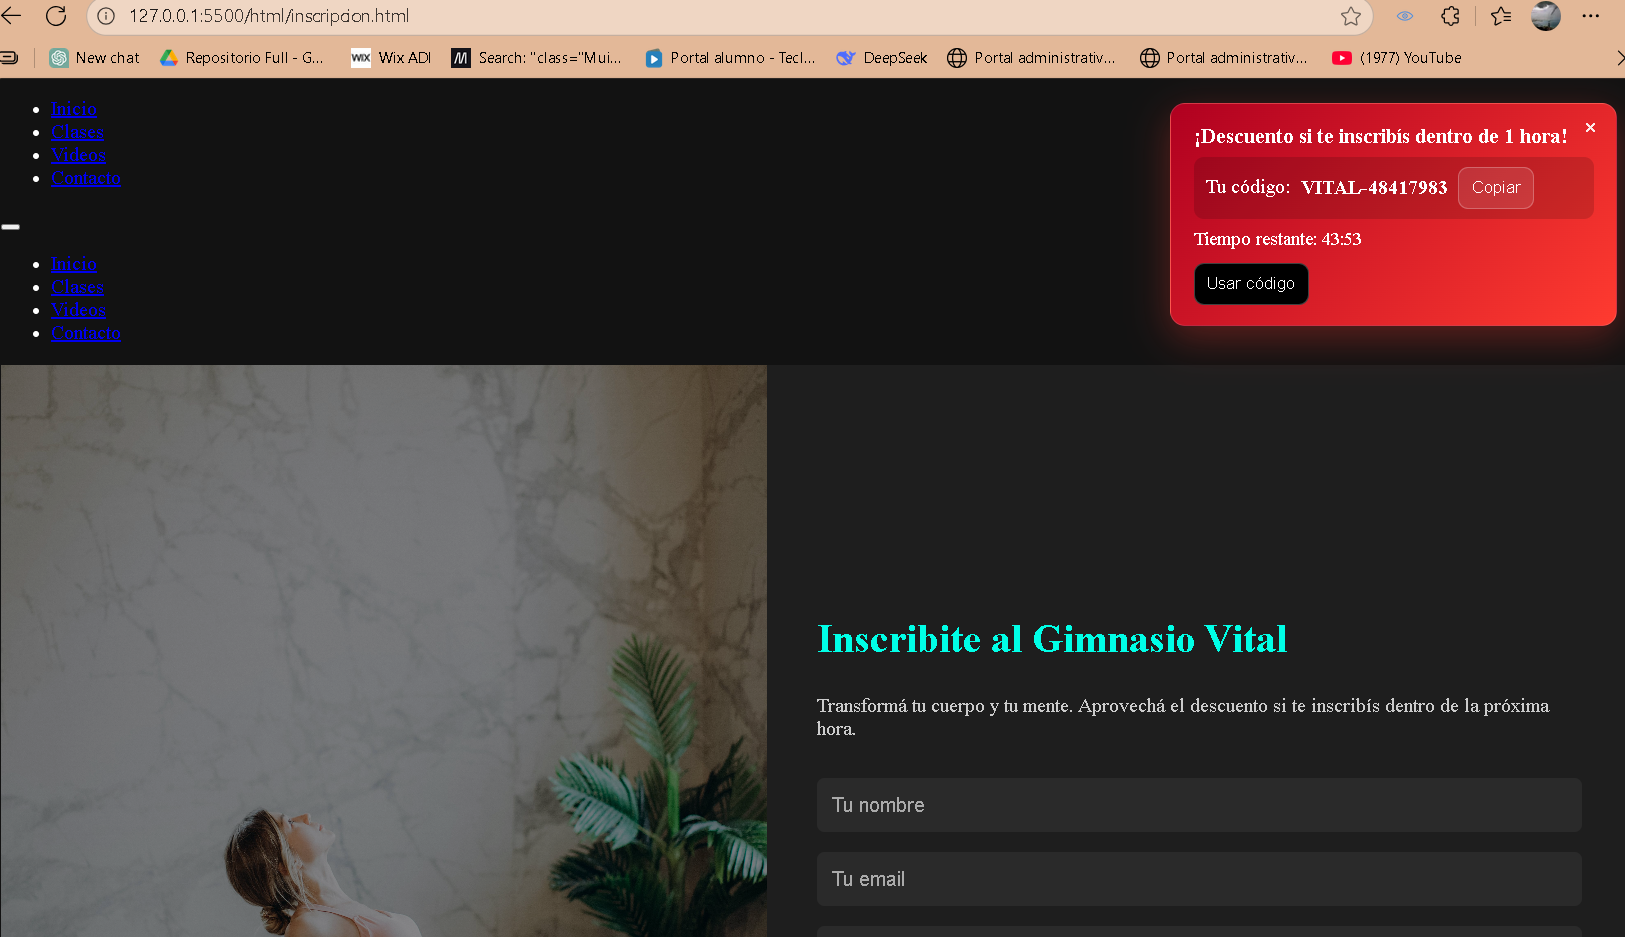 127.0.0.1:5500/html/inscripcion.html
New chat
Repositorio Full - G...
WIX
Wix ADI
M
Search: "class="Mui...
Portal alumno - Tecl...
DeepSeek
Portal administrativ...
Portal administrativ...
(1977) YouTube
Inicio
Clases
Videos
Contacto
Inicio
Clases
Videos
Contacto
¡Descuento si te inscribís dentro de 1 hora!
×
Tu código: VITAL-48417983 Copiar
Tiempo restante: 43:53
Usar código
Inscribite al Gimnasio Vital
Transformá tu cuerpo y tu mente. Aprovechá el descuento si te inscribís dentro de la próxima
hora.
Tu nombre
Tu email